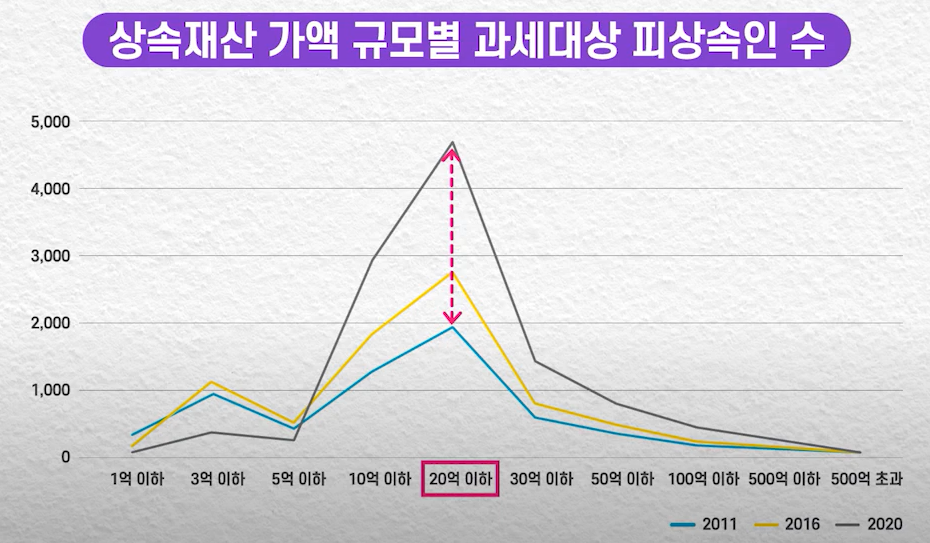 상속재산 가액 규모별 과세대상 피상속인 수
5,000
4,000
3,000
2,000
1,000
0
1억 이하 3억 이하 5억 이하 10억 이하 20억 이하 30억 이하 50억 이하 100억 이하 500억 이하 500억 초과
2011 2016 2020